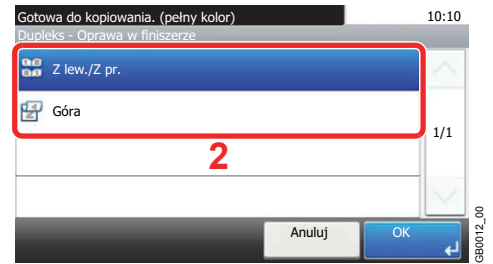 Gotowa do kopiowania. (pełny kolor) 10:10
Dupleks - Oprawa w finiszerze
Z lew./Z pr.
Góra
1/1
2
Anuluj OK
GB0012_00